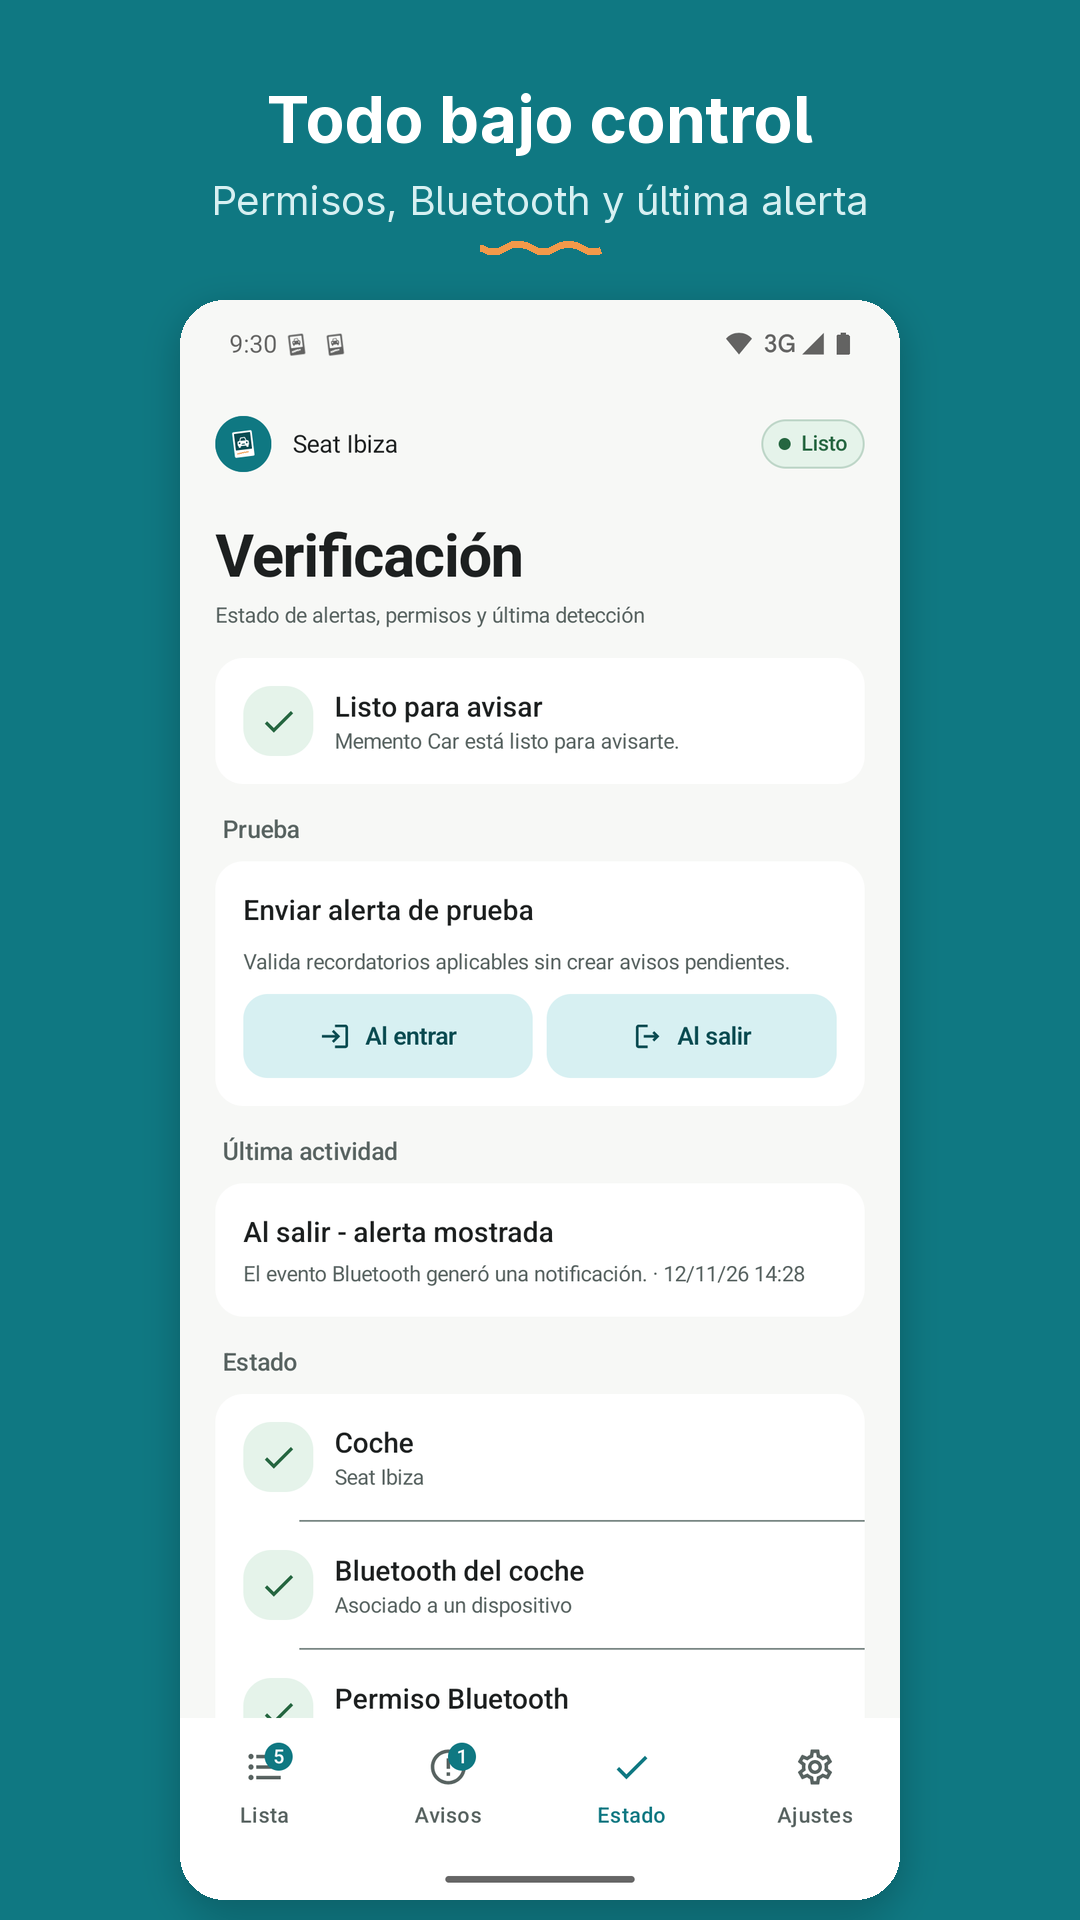 Todo bajo control
Permisos, Bluetooth y última alerta
9:30
3G
Seat Ibiza
Listo
Verificación
Estado de alertas, permisos y última detección
Listo para avisar
Memento Car está listo para avisarte.
Prueba
Enviar alerta de prueba
Valida recordatorios aplicables sin crear avisos pendientes.
Al entrar
Al salir
Última actividad
Al salir - alerta mostrada
El evento Bluetooth generó una notificación. · 12/11/26 14:28
Estado
Coche
Seat Ibiza
Bluetooth del coche
Asociado a un dispositivo
Permiso Bluetooth
5
1
Lista
Avisos
Estado
Ajustes